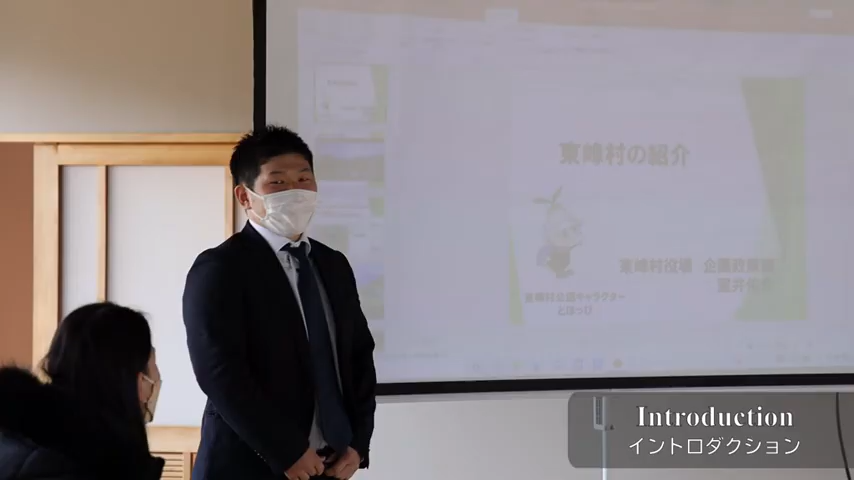 東峰村の紹介
東峰村役場 企画政策課
東峰村公認キャラクター
とほっぴ
Introduction
イントロダクション